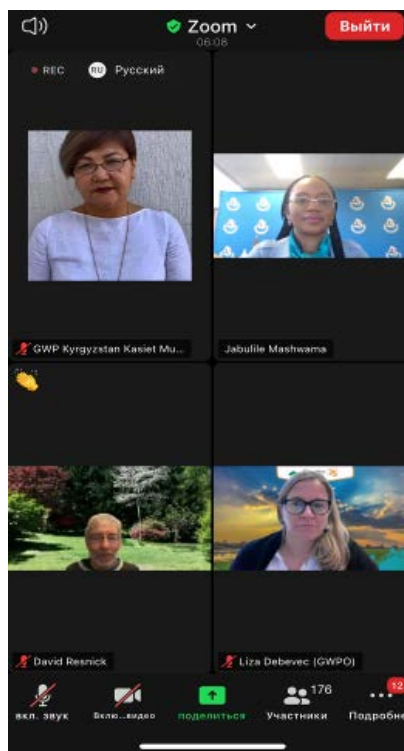 Zoom
Выйти
06:08
REC
RU Русский
GWP Kyrgyzstan Kasiet Mu...
Jabulile Mashwama
David Resnick
Liza Debevec (GWPO)
176
12
вкл. звук
Вклю...видео
поделиться
Участники
Подробне